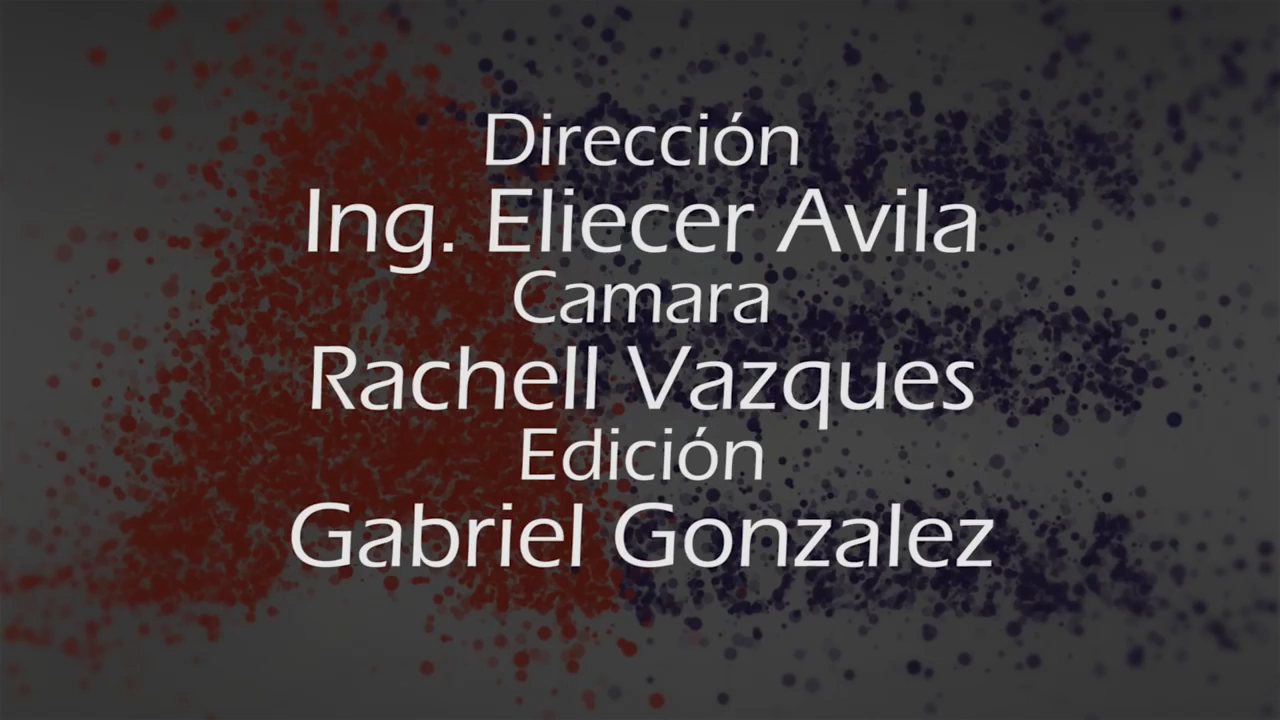 Dirección
Ing. Eliecer Avila
Camara
Rachell Vazques
Edición
Gabriel Gonzalez